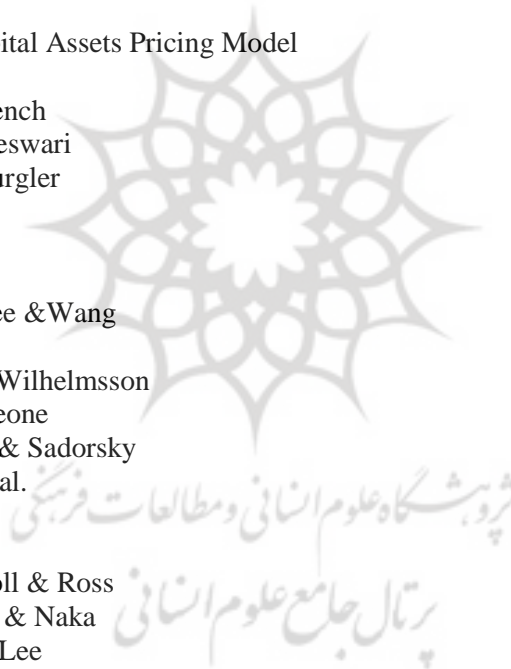 ital Assets Pricing Model
ench
eswari
urgler
ee &Wang
Wilhelmsson
eone
& Sadorsky
al.
پژوهشگاه علوم انسانی و مطالعات فرهنگی
oll & Ross
& Naka
پرتال جامع علوم انسانی
Lee